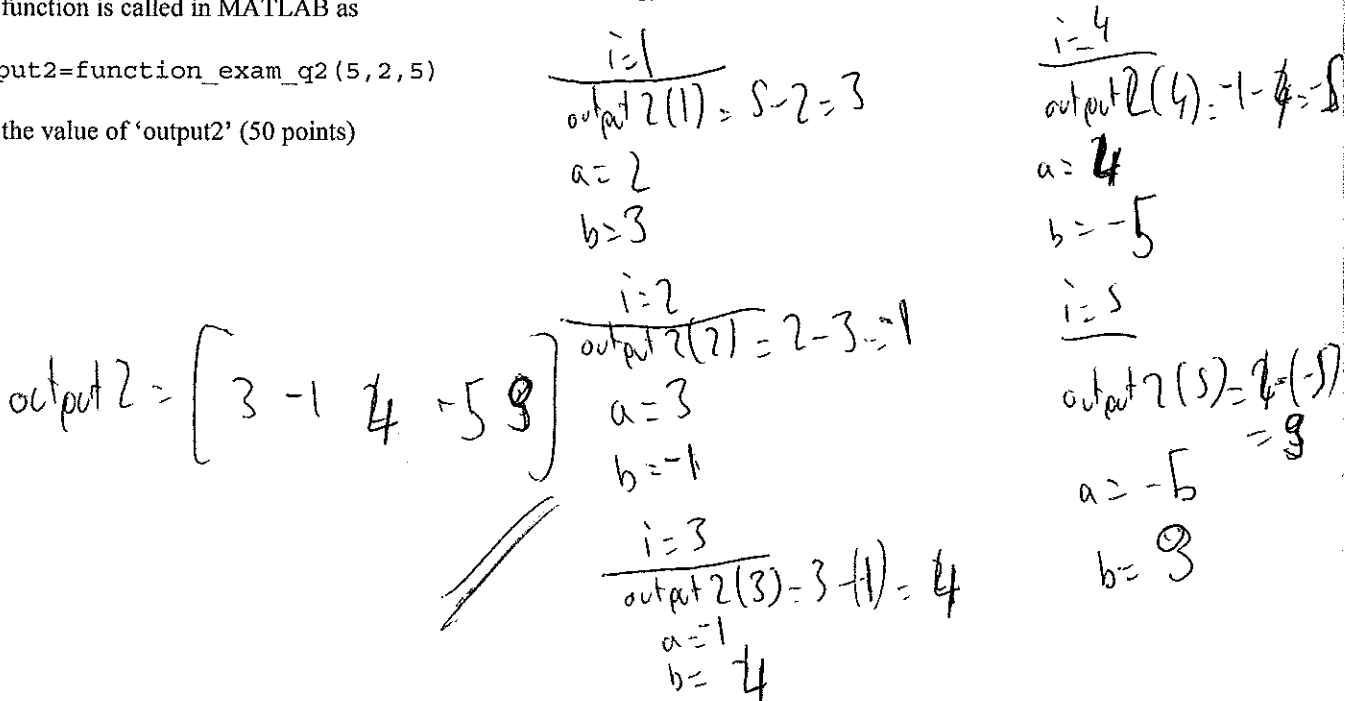 function is called in MATLAB as
put2=function_exam_q2(5,2,5)
the value of 'output2' (50 points)
output2 = [3 -1 4 -5 9]
i=1
output2(1) = 5-2=3
a=2
b=3
i=2
output2(2) = 2-3=-1
a=3
b=-1
i=3
output2(3)=3-(-1)=4
a=-1
b=4
i=4
output2(4)=-1-4=-5
a=4
b=-5
i=5
output2(5)=4-(-5)
=9
a=-5
b=9